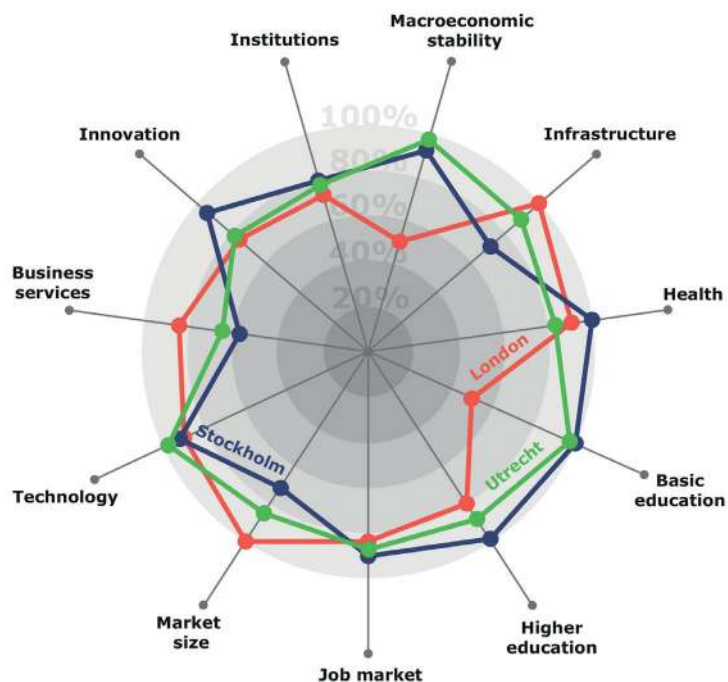 Macroeconomic
stability
Institutions
100%
Innovation
Infrastructure
80%
60%
40%
20%
Business
services
Health
London
Stockholm
Utrecht
Technology
Basic
education
Market
size
Higher
education
Job market